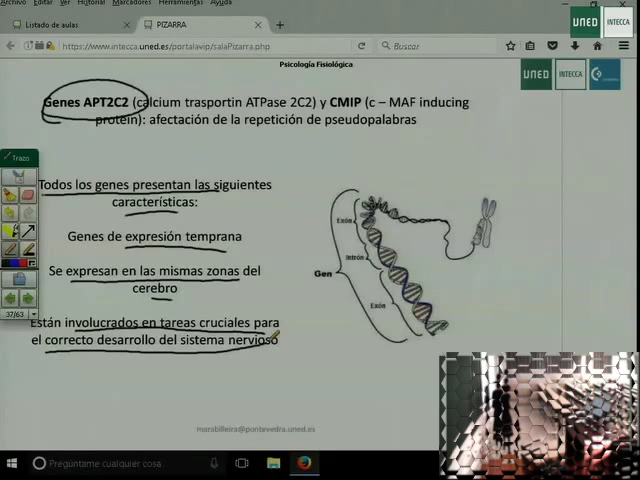 Archivo Editar Ver Historial Marcadores Herramientas Ayuda
Listado de aulas
PIZARRA
https://www.intecca.uned.es/portalavip/salaPizarra.php
Buscar
UNED
INTECCA
Psicología Fisiológica
UNED
INTECCA
Genes APT2C2 (calcium trasportin ATPase 2C2) y CMIP (c – MAF inducing
protein): afectación de la repetición de pseudopalabras
Trazo
Todos los genes presentan las siguientes
características:
Genes de expresión temprana
Se expresan en las mismas zonas del
cerebro
Están involucrados en tareas cruciales para
el correcto desarrollo del sistema nervioso
Exón
Intrón
Gen
Exón
37/63
marabilleira@pontevedra.uned.es
Pregúntame cualquier cosa